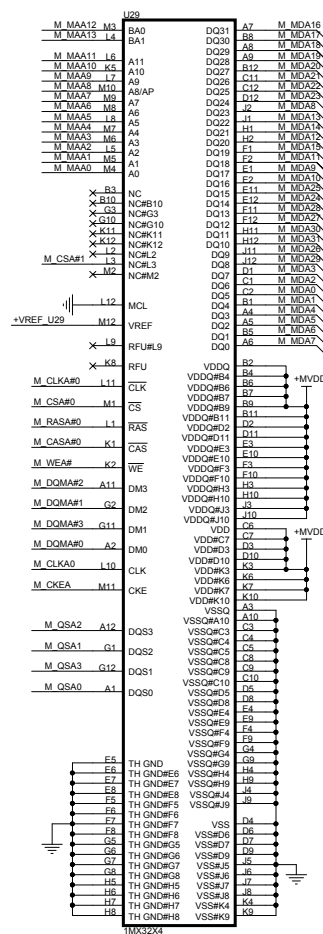 U29
M_MAA12 M3 BA0
M_MAA13 L4 BA1
M_MAA11 L6 A11
M_MAA10 K5 A10
M_MAA9 L7 A9
M_MAA8 M10 A8/AP
M_MAA7 M9 A7
M_MAA6 M8 A6
M_MAA5 L8 A5
M_MAA4 M7 A4
M_MAA3 M6 A3
M_MAA2 L5 A2
M_MAA1 M5 A1
M_MAA0 M4 A0
B3 NC
B10 NC#B10
G3 NC#G3
G10 NC#G10
K11 NC#K11
K12 NC#K12
L2 NC#L2
M_CSA#1 L3 NC#L3
M2 NC#M2
L12 MCL
+VREF_U29 M12 VREF
L9 RFU#L9
K8 RFU
M_CLKA#0 L11 CLK
M_CSA#0 M1 CS
M_RASA#0 L1 RAS
M_CASA#0 K1 CAS
M_WEA# K2 WE
M_DQMA#2 A11 DM3
M_DQMA#1 G2 DM2
M_DQMA#3 G11 DM1
M_DQMA#0 A2 DM0
M_CLKA0 L10 CLK
M_CKEA M11 CKE
M_QSA2 A12 DQS3
M_QSA1 G1 DQS2
M_QSA3 G12 DQS1
M_QSA0 A1 DQS0
E5 TH GND
E6 TH GND#E6
E7 TH GND#E7
E8 TH GND#E8
F5 TH GND#F5
F6 TH GND#F6
F7 TH GND#F7
F8 TH GND#F8
G5 TH GND#G5
G6 TH GND#G6
G7 TH GND#G7
G8 TH GND#G8
H5 TH GND#H5
H6 TH GND#H6
H7 TH GND#H7
H8 TH GND#H8
DQ31 A7 M_MDA16
DQ30 B8 M_MDA17
DQ29 A8 M_MDA18
DQ28 A9 M_MDA19
DQ27 B12 M_MDA20
DQ26 C11 M_MDA21
DQ25 C12 M_MDA22
DQ24 D12 M_MDA23
DQ23 J2 M_MDA8
DQ22 J1 M_MDA13
DQ21 H1 M_MDA14
DQ20 H2 M_MDA12
DQ19 F1 M_MDA15
DQ18 F2 M_MDA11
DQ17 E1 M_MDA9
DQ16 E2 M_MDA10
DQ15 E11 M_MDA25
DQ14 E12 M_MDA24
DQ13 F11 M_MDA28
DQ12 F12 M_MDA27
DQ11 H11 M_MDA30
DQ10 H12 M_MDA31
DQ9 J11 M_MDA26
DQ8 J12 M_MDA29
DQ7 D1 M_MDA3
DQ6 C1 M_MDA2
DQ5 C2 M_MDA0
DQ4 B1 M_MDA1
DQ3 A4 M_MDA4
DQ2 A5 M_MDA5
DQ1 B5 M_MDA6
DQ0 A6 M_MDA7
VDDQ B2
VDDQ#B4 B4
VDDQ#B6 B6 +MVDD
VDDQ#B7 B7
VDDQ#B9 B9
VDDQ#B11 B11
VDDQ#D2 D2
VDDQ#D11 D11
VDDQ#E3 E3
VDDQ#E10 E10
VDDQ#F3 F3
VDDQ#F10 F10
VDDQ#H3 H3
VDDQ#H10 H10
VDDQ#J3 J3
VDDQ#J10 J10
VDD C6
VDD#C7 C7 +MVDD
VDD#D3 D3
VDD#D10 D10
VDD#K3 K3
VDD#K6 K6
VDD#K7 K7
VDD#K10 K10
VSSQ A3
VSSQ#A10 A10
VSSQ#C3 C3
VSSQ#C4 C4
VSSQ#C5 C5
VSSQ#C8 C8
VSSQ#C9 C9
VSSQ#C10 C10
VSSQ#D5 D5
VSSQ#D8 D8
VSSQ#E4 E4
VSSQ#E9 E9
VSSQ#F4 F4
VSSQ#F9 F9
VSSQ#G4 G4
VSSQ#G9 G9
VSSQ#H4 H4
VSSQ#H9 H9
VSSQ#J4 J4
VSSQ#J9 J9
VSS D4
VSS#D6 D6
VSS#D7 D7
VSS#D9 D9
VSS#J5 J5
VSS#J6 J6
VSS#J7 J7
VSS#J8 J8
VSS#K4 K4
VSS#K9 K9
1MX32X4